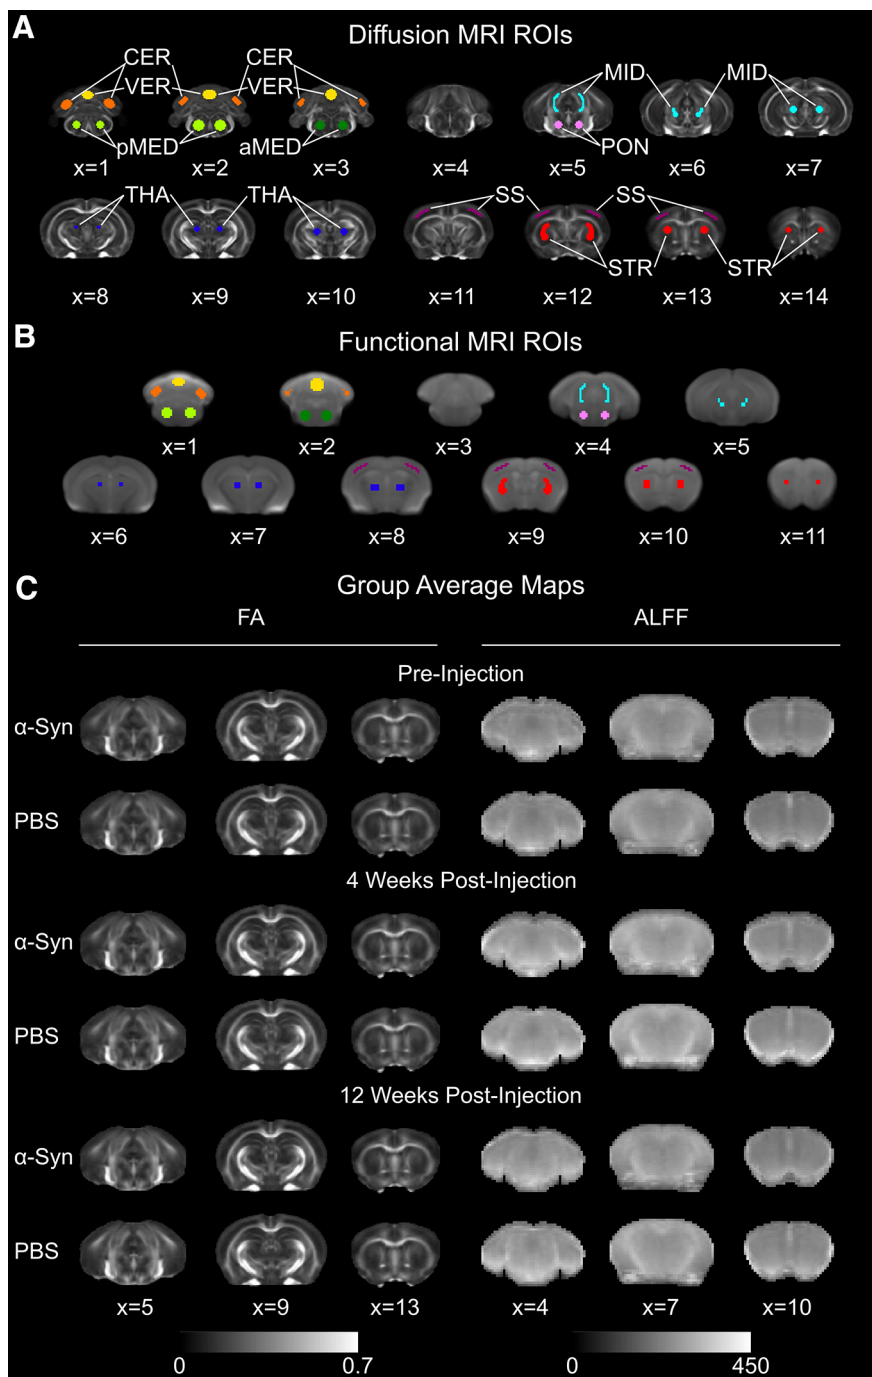 A
Diffusion MRI ROIs
CER CER MID MID
VER VER
pMED aMED PON
x=1 x=2 x=3 x=4 x=5 x=6 x=7
THA THA SS SS
STR STR
x=8 x=9 x=10 x=11 x=12 x=13 x=14
B
Functional MRI ROIs
x=1 x=2 x=3 x=4 x=5
x=6 x=7 x=8 x=9 x=10 x=11
C
Group Average Maps
FA ALFF
Pre-Injection
α-Syn
PBS
4 Weeks Post-Injection
α-Syn
PBS
12 Weeks Post-Injection
α-Syn
PBS
x=5 x=9 x=13 x=4 x=7 x=10
0 0.7 0 450